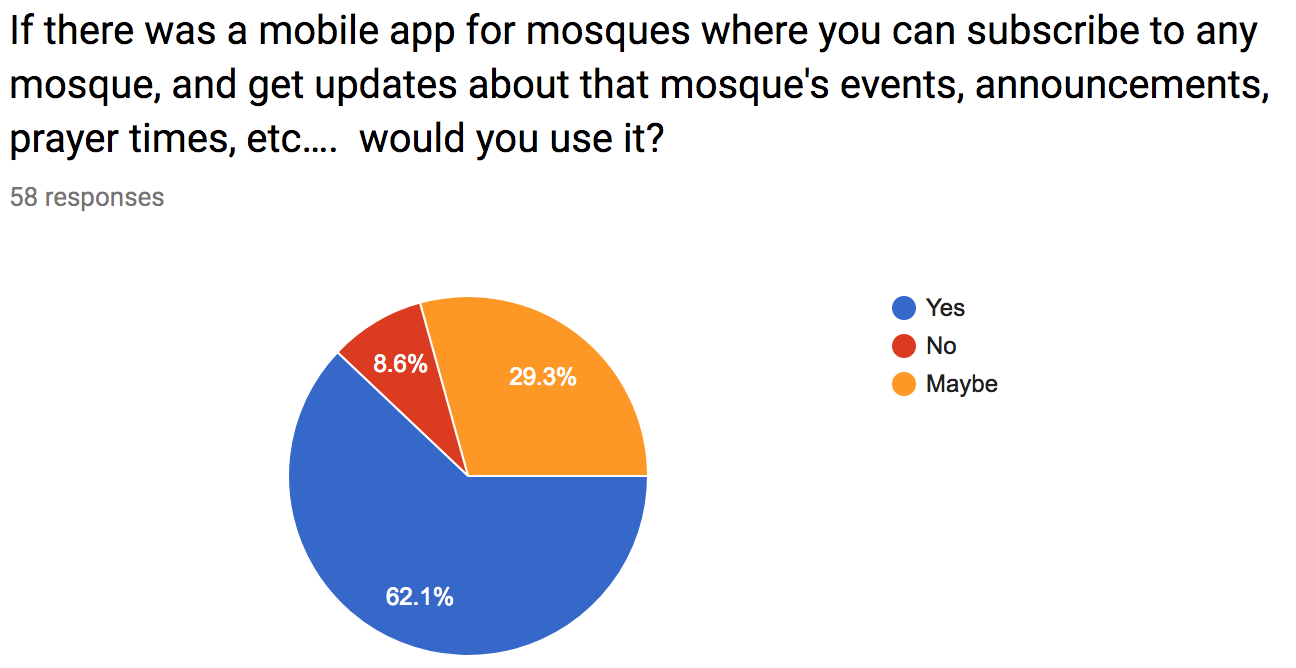 If there was a mobile app for mosques where you can subscribe to any
mosque, and get updates about that mosque's events, announcements,
prayer times, etc....  would you use it?
58 responses
Yes
No
Maybe
8.6%
29.3%
62.1%